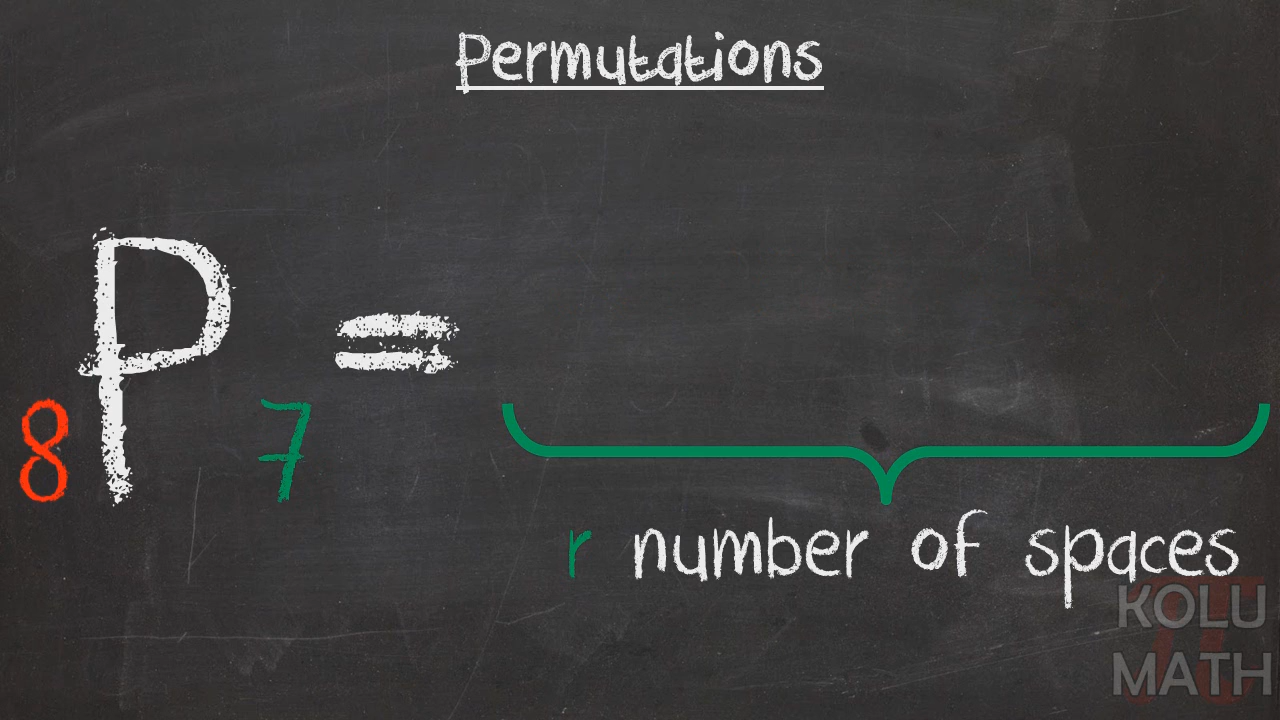 Permutations
8P7 =
r number of spaces
KOLU
MATH